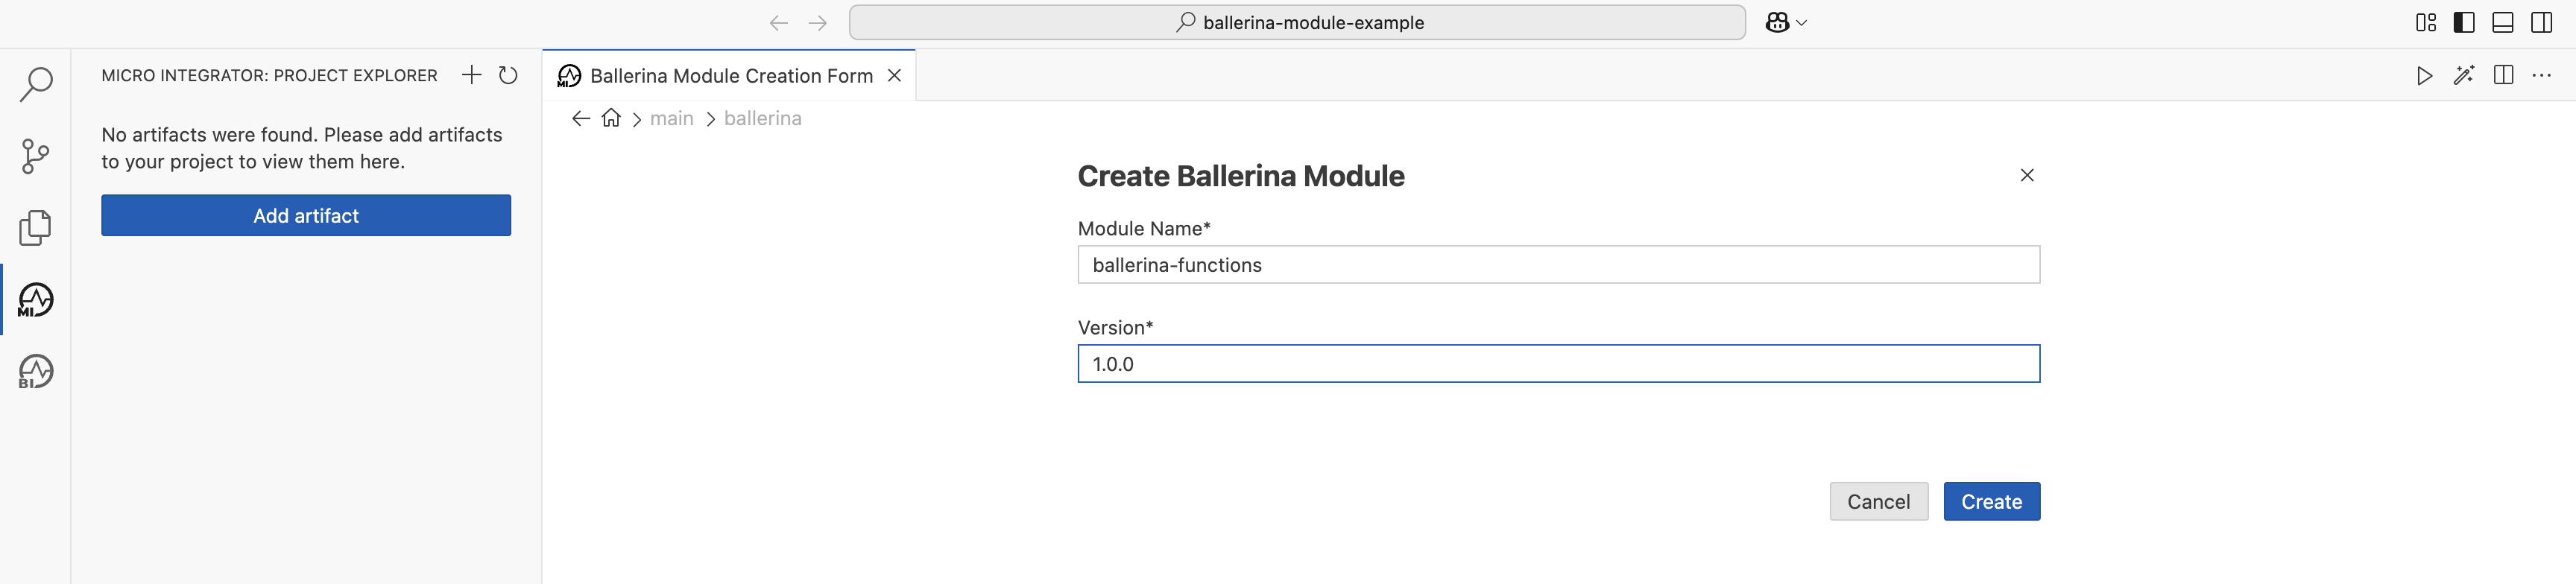 ballerina-module-example
MICRO INTEGRATOR: PROJECT EXPLORER
No artifacts were found. Please add artifacts
to your project to view them here.
Add artifact
MI
BI
MI
Ballerina Module Creation Form
main
ballerina
Create Ballerina Module
Module Name*
ballerina-functions
Version*
1.0.0
Cancel
Create